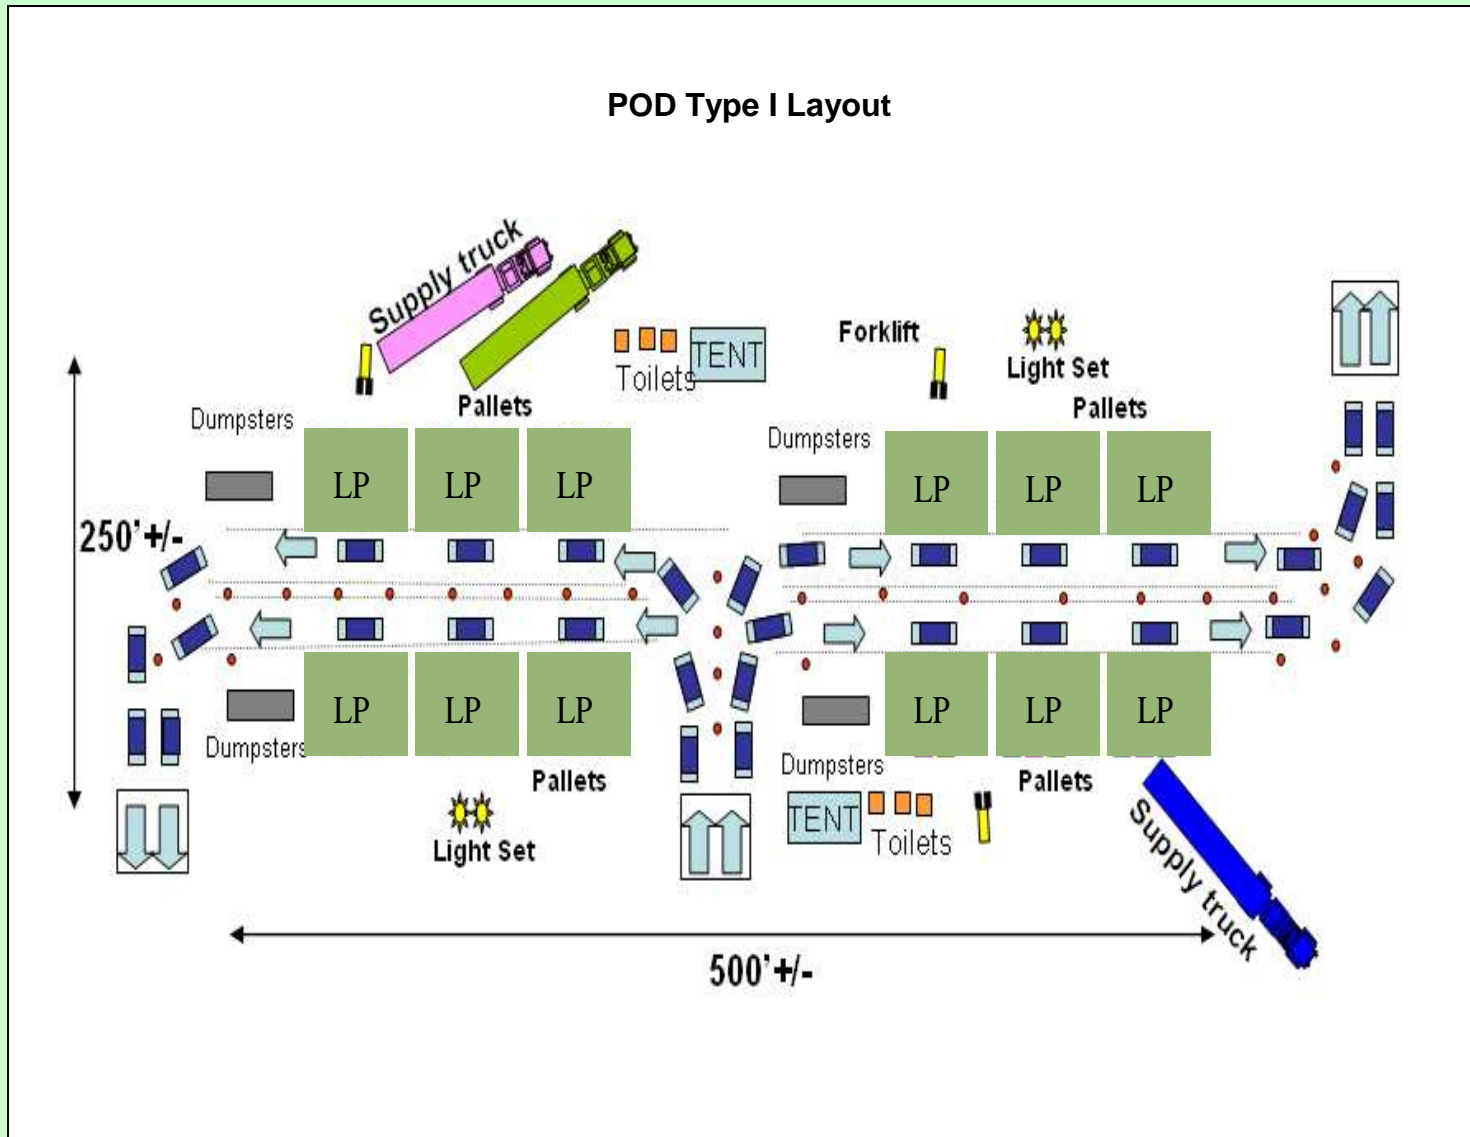 POD Type I Layout
Supply truck
Forklift
Light Set
TENT
Toilets
Pallets
Pallets
Dumpsters
Dumpsters
LP LP LP LP LP LP
250'+/-
LP LP LP LP LP LP
Dumpsters
Dumpsters
Pallets
Pallets
Light Set
TENT
Toilets
Supply truck
500'+/-